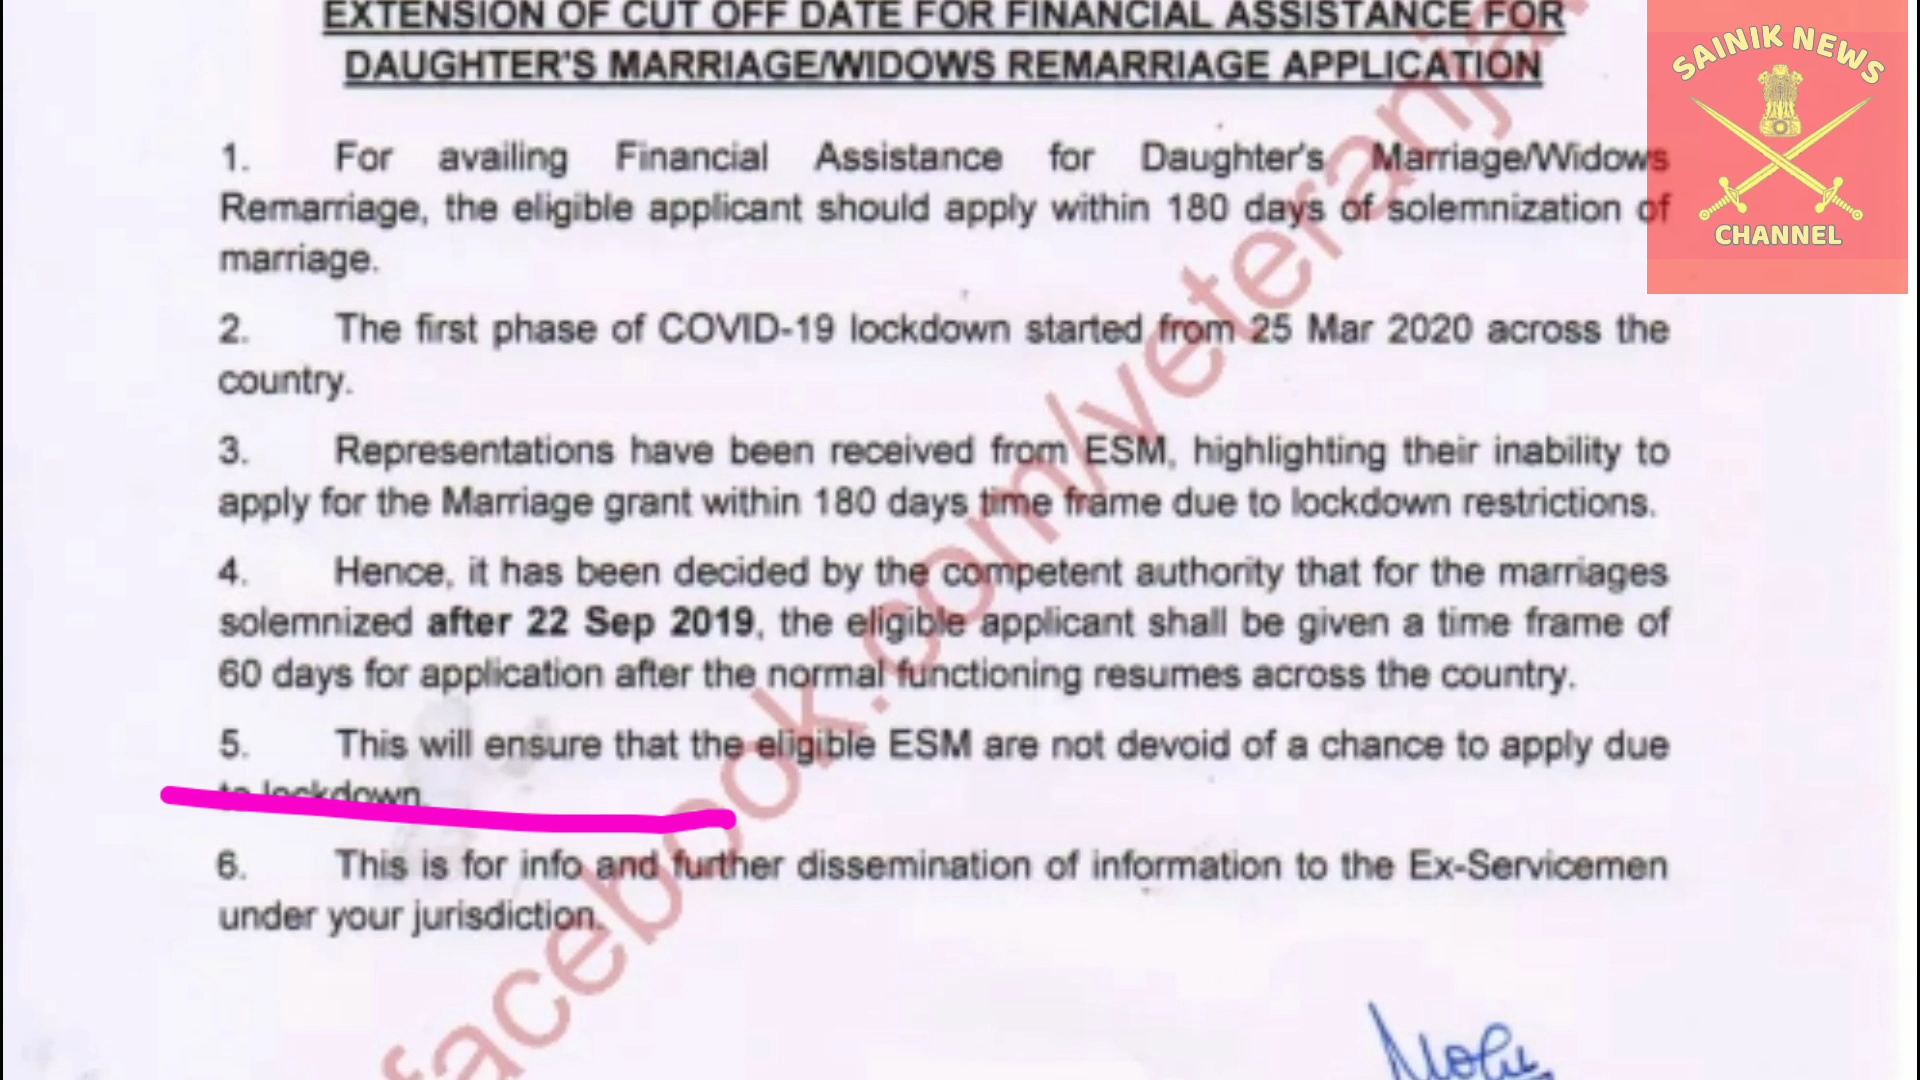 EXTENSION OF CUT OFF DATE FOR FINANCIAL ASSISTANCE FOR
DAUGHTER'S MARRIAGE/WIDOWS REMARRIAGE APPLICATION
SAINIK NEWS
CHANNEL
1. For availing Financial Assistance for Daughter's Marriage/Widows
Remarriage, the eligible applicant should apply within 180 days of solemnization of
marriage.
2. The first phase of COVID-19 lockdown started from 25 Mar 2020 across the
country.
3. Representations have been received from ESM, highlighting their inability to
apply for the Marriage grant within 180 days time frame due to lockdown restrictions.
4. Hence, it has been decided by the competent authority that for the marriages
solemnized after 22 Sep 2019, the eligible applicant shall be given a time frame of
60 days for application after the normal functioning resumes across the country.
5. This will ensure that the eligible ESM are not devoid of a chance to apply due
to lockdown.
6. This is for info and further dissemination of information to the Ex-Servicemen
under your jurisdiction.
facebook.com/veteranja